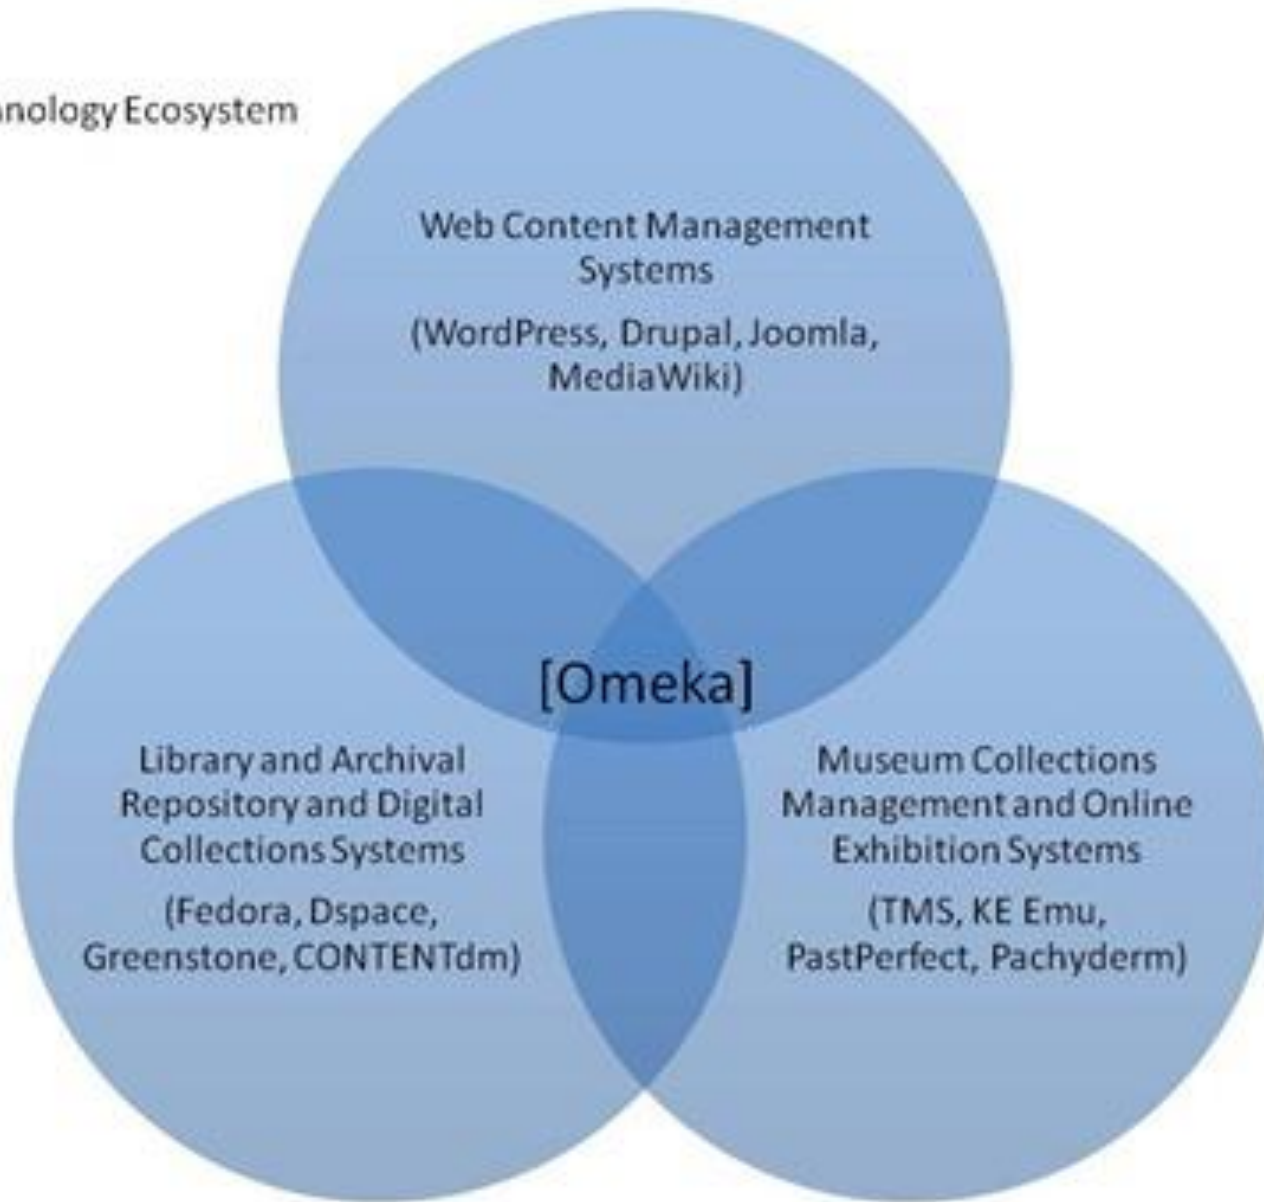 Ecosystem
Web Content Management
Systems
(WordPress, Drupal, Joomla,
MediaWiki)
[Omeka]
Library and Archival
Repository and Digital
Collections Systems
(Fedora, Dspace,
Greenstone, CONTENTdm)
Museum Collections
Management and Online
Exhibition Systems
(TMS, KE Emu,
PastPerfect, Pachyderm)